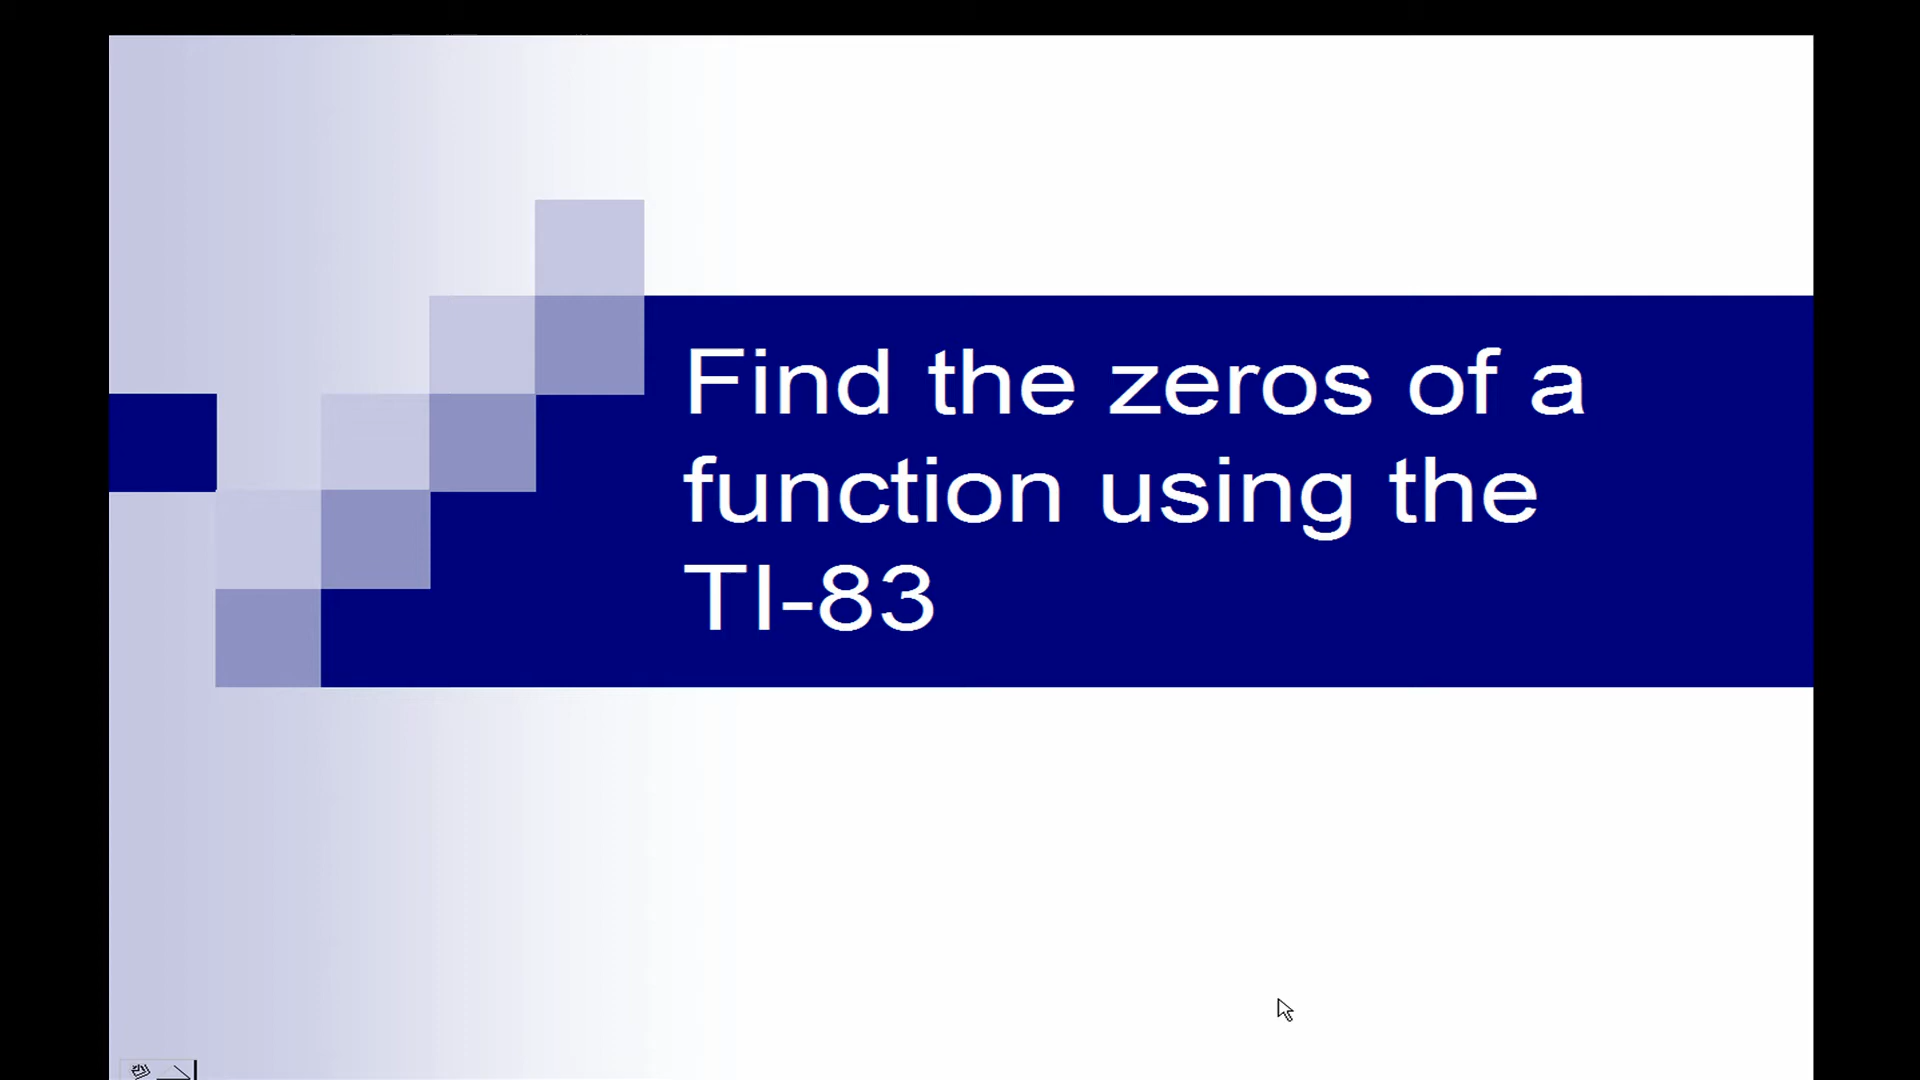 Find the zeros of a
function using the
TI-83